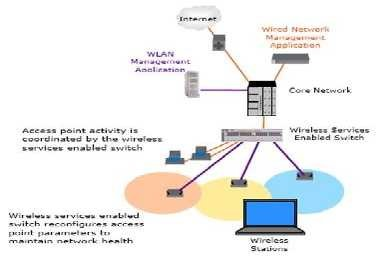 Internet
Wired Network
Management
Application
WLAN
Management
Application
Core Network
Access point activity is
coordinated by the wireless
services enabled switch
Wireless Services
Enabled Switch
Wireless services enabled
switch reconfigures access
point parameters to
maintain network health
Wireless
Stations